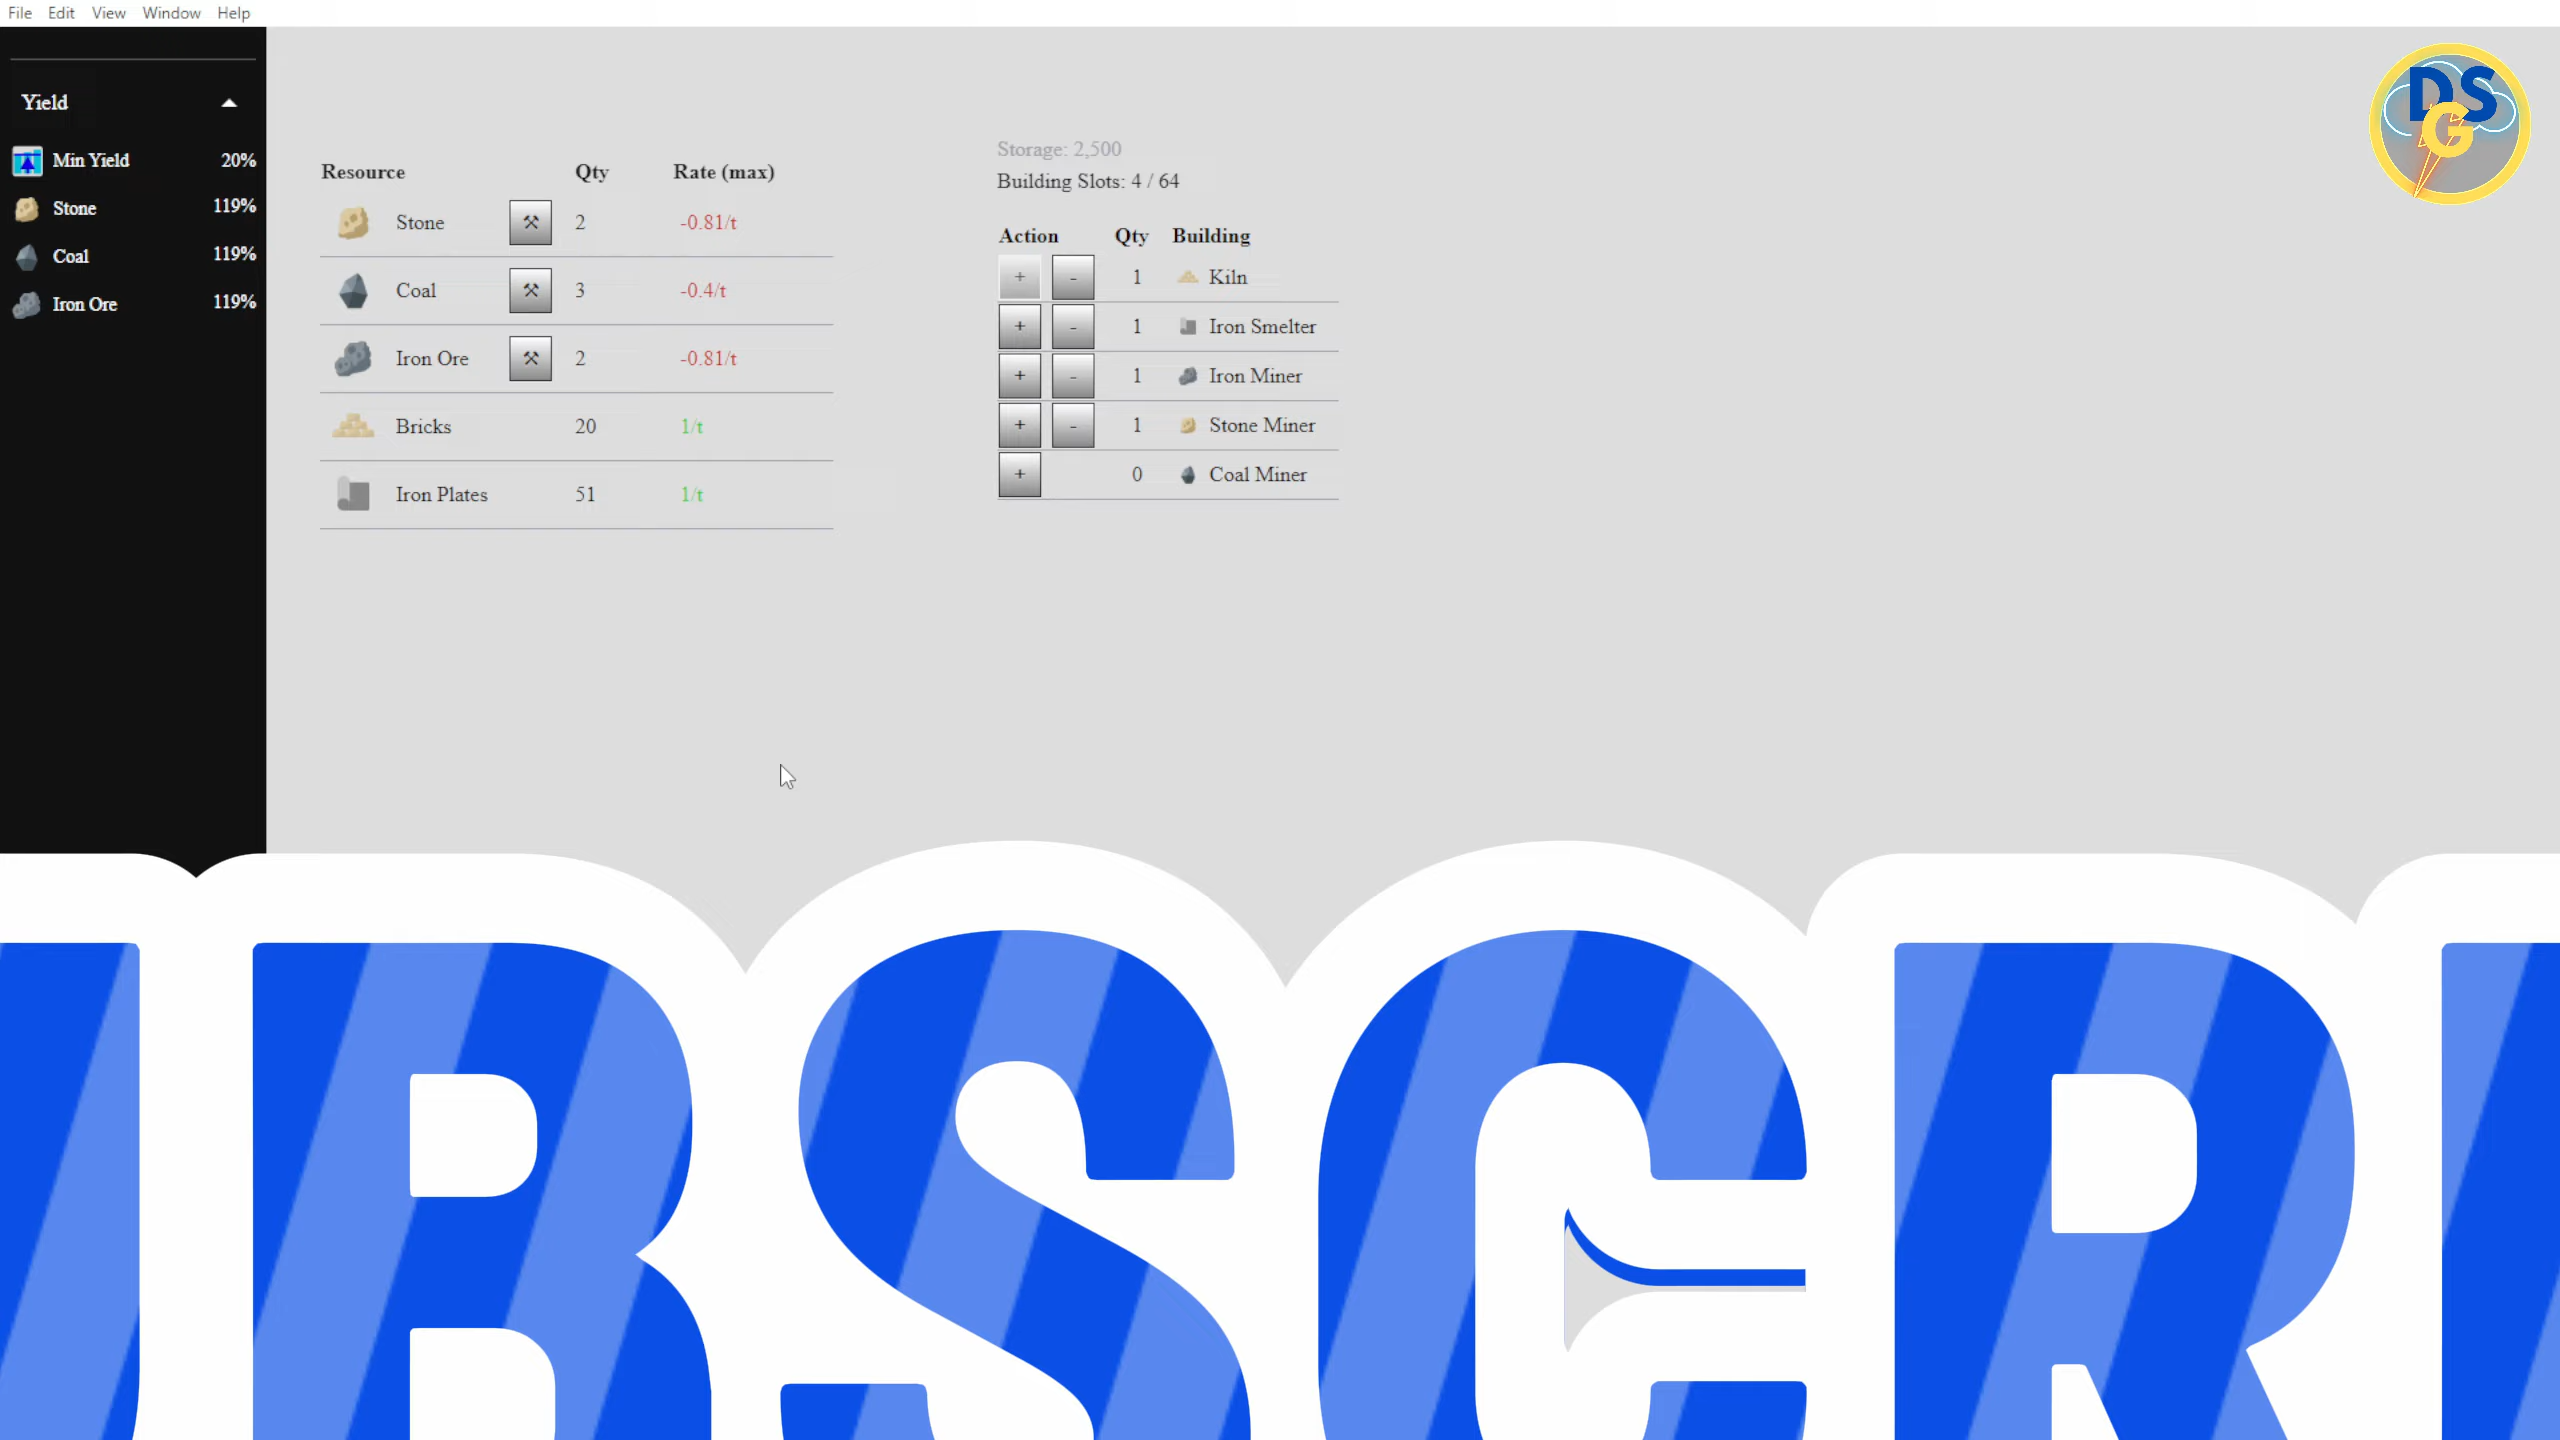 File Edit View Window Help
Yield
Min Yield 20%
Stone 119%
Coal 119%
Iron Ore 119%
Resource Qty Rate (max)
Stone 2 -0.81/t
Coal 3 -0.4/t
Iron Ore 2 -0.81/t
Bricks 20 1/t
Iron Plates 51 1/t
Storage: 2,500
Building Slots: 4 / 64
Action Qty Building
+ - 1 Kiln
+ - 1 Iron Smelter
+ - 1 Iron Miner
+ - 1 Stone Miner
+ 0 Coal Miner
DSG
BSCR